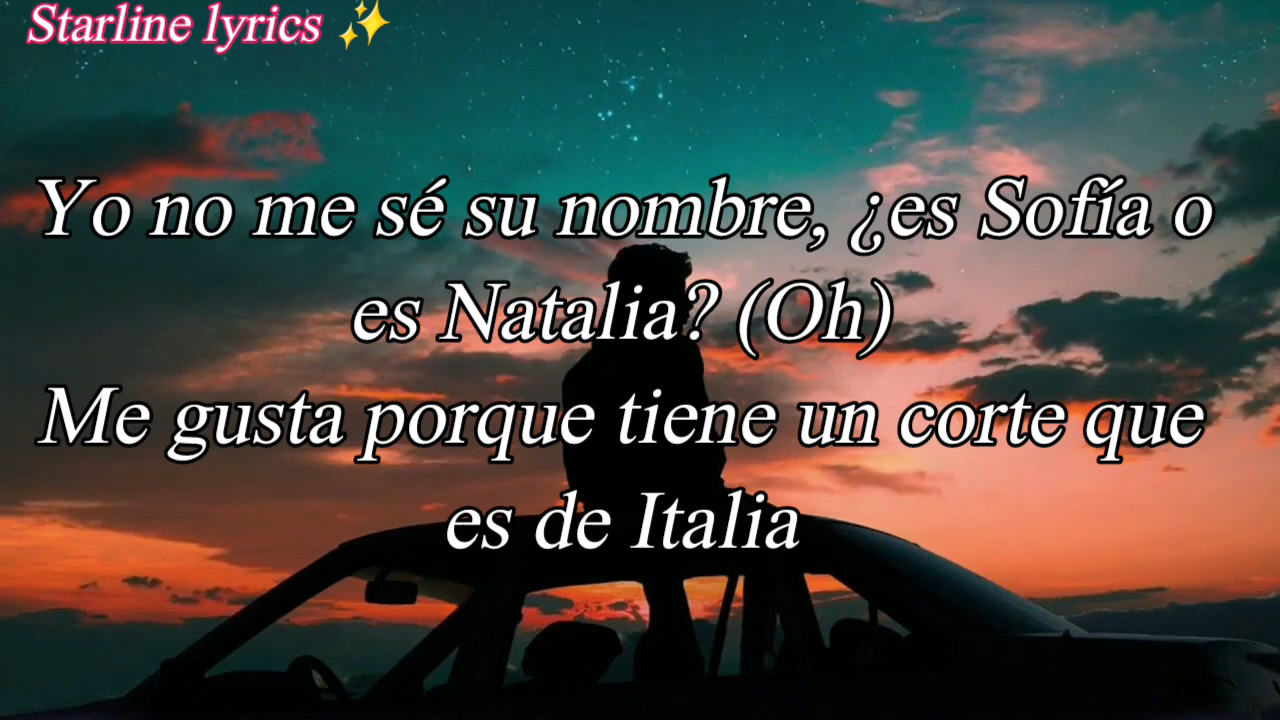 Starline lyrics ✨
Yo no me sé su nombre, ¿es Sofía o
es Natalia? (Oh)
Me gusta porque tiene un corte que
es de Italia